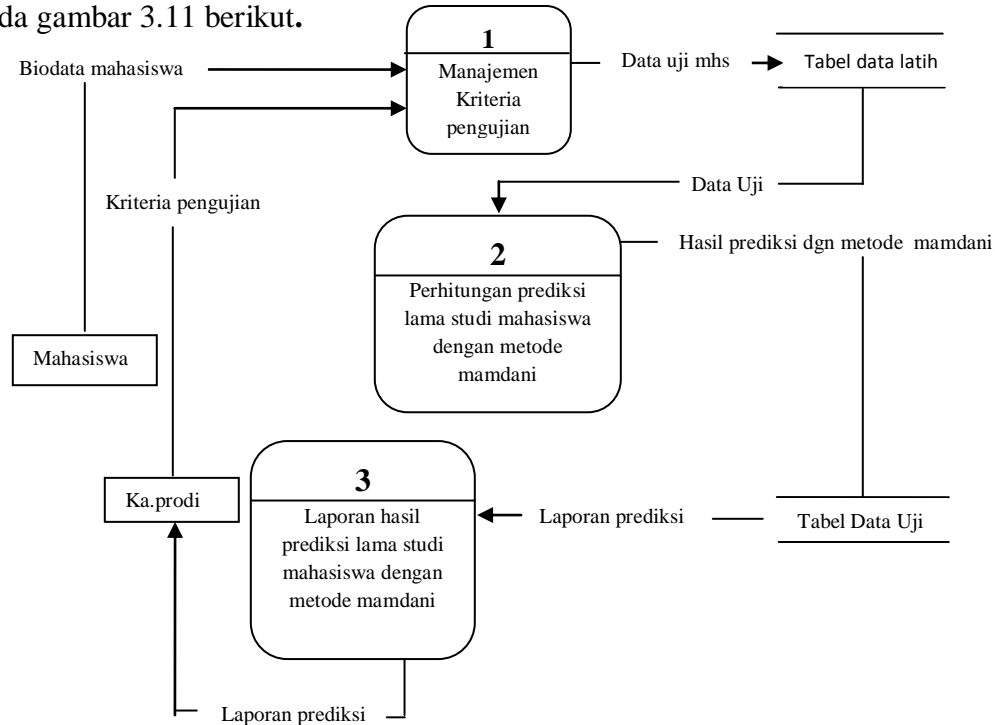 da gambar 3.11 berikut.
1
Biodata mahasiswa
Manajemen
Kriteria
pengujian
Data uji mhs
Tabel data latih
Kriteria pengujian
Data Uji
2
Hasil prediksi dgn metode mamdani
Perhitungan prediksi
lama studi mahasiswa
dengan metode
mamdani
Mahasiswa
3
Ka.prodi
Laporan hasil
prediksi lama studi
mahasiswa dengan
metode mamdani
Laporan prediksi
Tabel Data Uji
Laporan prediksi